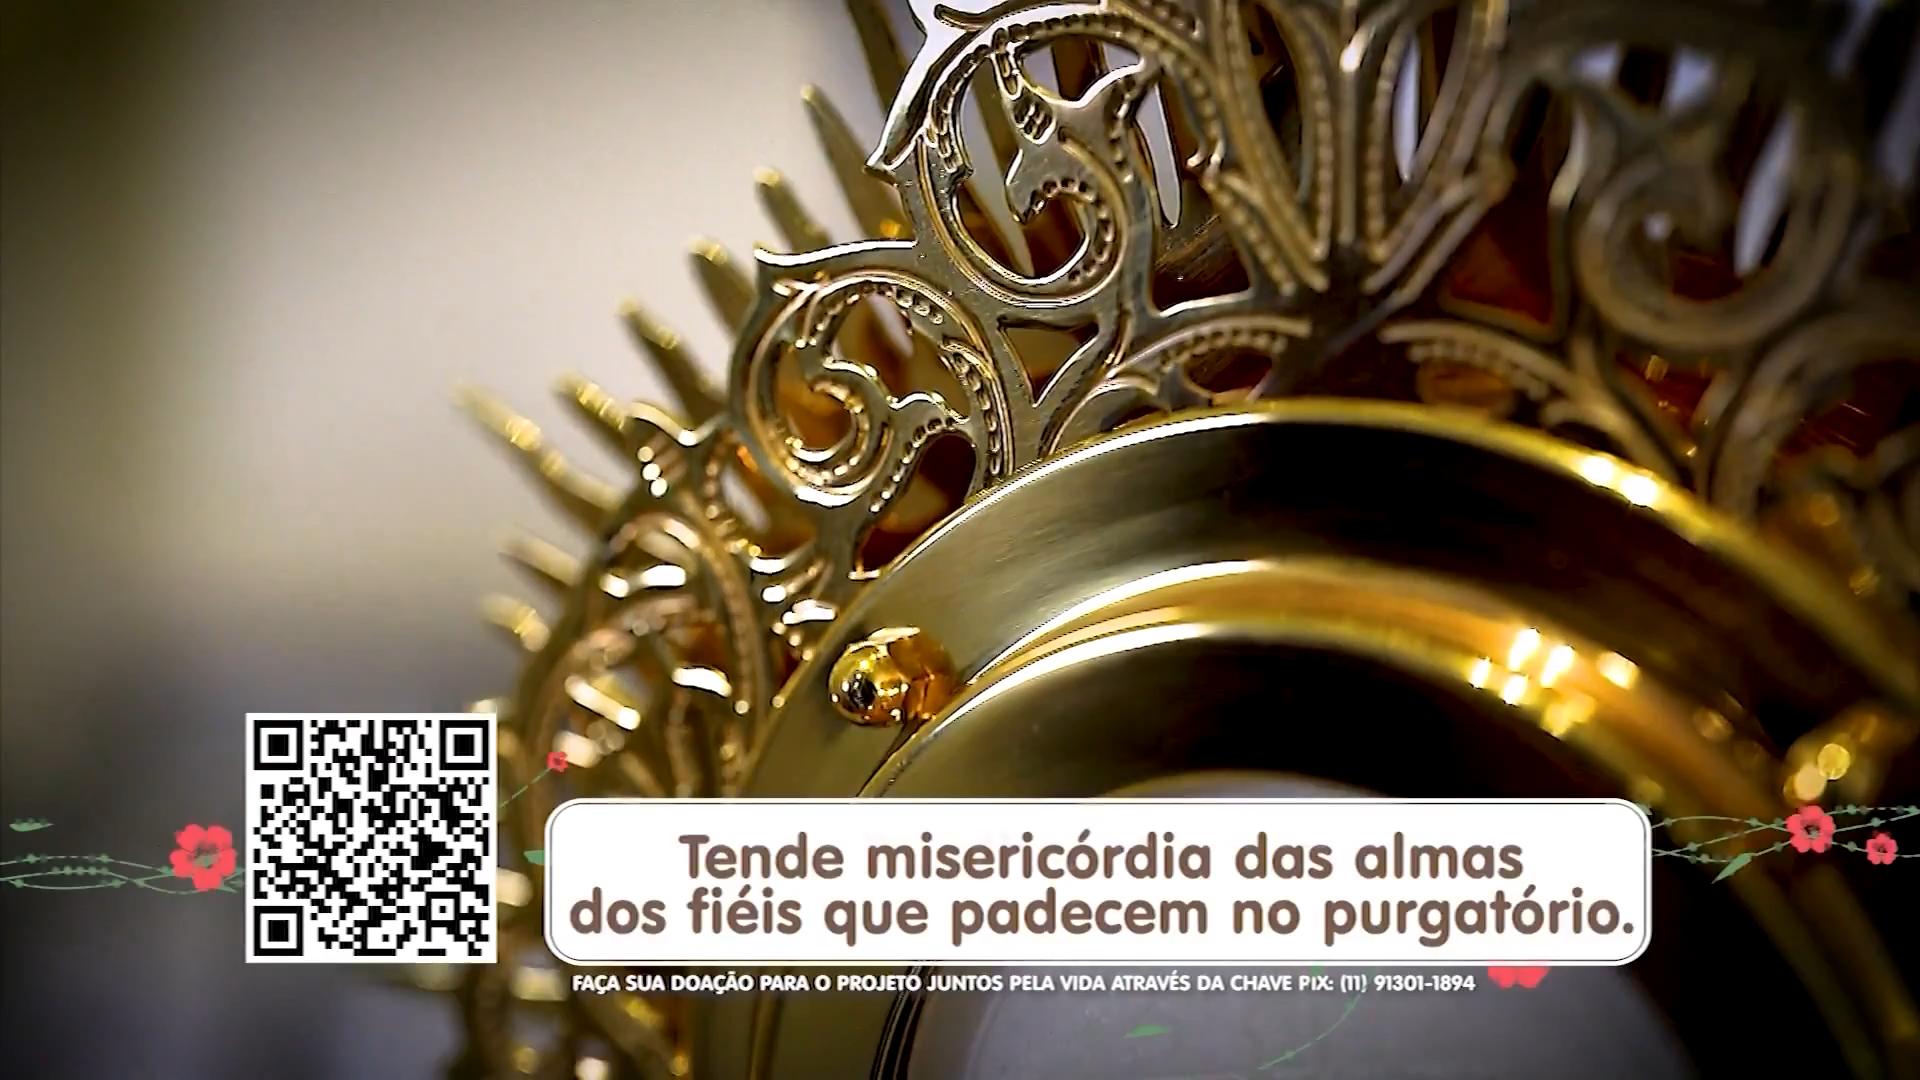 Tende misericórdia das almas
dos fiéis que padecem no purgatório.
FAÇA SUA DOAÇÃO PARA O PROJETO JUNTOS PELA VIDA ATRAVÉS DA CHAVE PIX: (11) 91301-1894